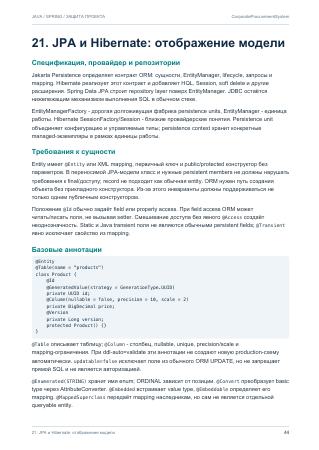 JAVA / SPRING / ЗАЩИТА ПРОЕКТА CorporateProcurementSystem
21. JPA и Hibernate: отображение модели
Спецификация, провайдер и репозитории
Jakarta Persistence определяет контракт ORM: сущности, EntityManager, lifecycle, запросы и
mapping. Hibernate реализует этот контракт и добавляет HQL, Session, soft delete и другие
расширения. Spring Data JPA строит repository layer поверх EntityManager. JDBC остаётся
нижележащим механизмом выполнения SQL в обычном стеке.
EntityManagerFactory - дорогая долгоживущая фабрика persistence units, EntityManager - единица
работы. Hibernate SessionFactory/Session - близкие провайдерские понятия. Persistence unit
объединяет конфигурацию и управляемые типы; persistence context хранит конкретные
managed-экземпляры в рамках единицы работы.
Требования к сущности
Entity имеет @Entity или XML mapping, первичный ключ и public/protected конструктор без
параметров. В переносимой JPA-модели класс и нужные persistent members не должны нарушать
требования к final/доступу; record не подходит как обычная entity. ORM нужен путь создания
объекта без прикладного конструктора. Из-за этого инварианты должны поддерживаться не
только одним публичным конструктором.
Положение @Id обычно задаёт field или property access. При field access ORM может
читать/писать поля, не вызывая setter. Смешивание доступа без явного @Access создаёт
неоднозначность. Static и Java transient поля не являются обычными persistent fields; @Transient
явно исключает свойство из mapping.
Базовые аннотации
@Entity
@Table(name = "products")
class Product {
@Id
@GeneratedValue(strategy = GenerationType.UUID)
private UUID id;
@Column(nullable = false, precision = 19, scale = 2)
private BigDecimal price;
@Version
private Long version;
protected Product() {}
}
@Table описывает таблицу; @Column - столбец, nullable, unique, precision/scale и
mapping-ограничения. При ddl-auto=validate эти аннотации не создают новую production-схему
автоматически. updatable=false исключает поле из обычного ORM UPDATE, но не запрещает
прямой SQL и не является авторизацией.
@Enumerated(STRING) хранит имя enum; ORDINAL зависит от позиции. @Convert преобразует basic
type через AttributeConverter. @Embedded встраивает value type, @Embeddable определяет его
mapping. @MappedSuperclass передаёт mapping наследникам, но сам не является отдельной
queryable entity.
21. JPA и Hibernate: отображение модели 44